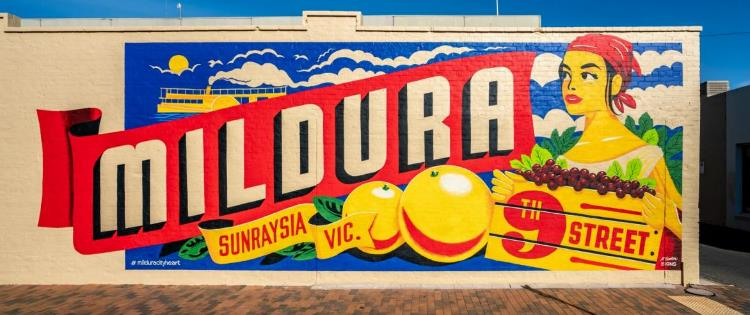 MILDURA
SUNRAYSIA VIC.
9TH STREET.
# milduracityheart